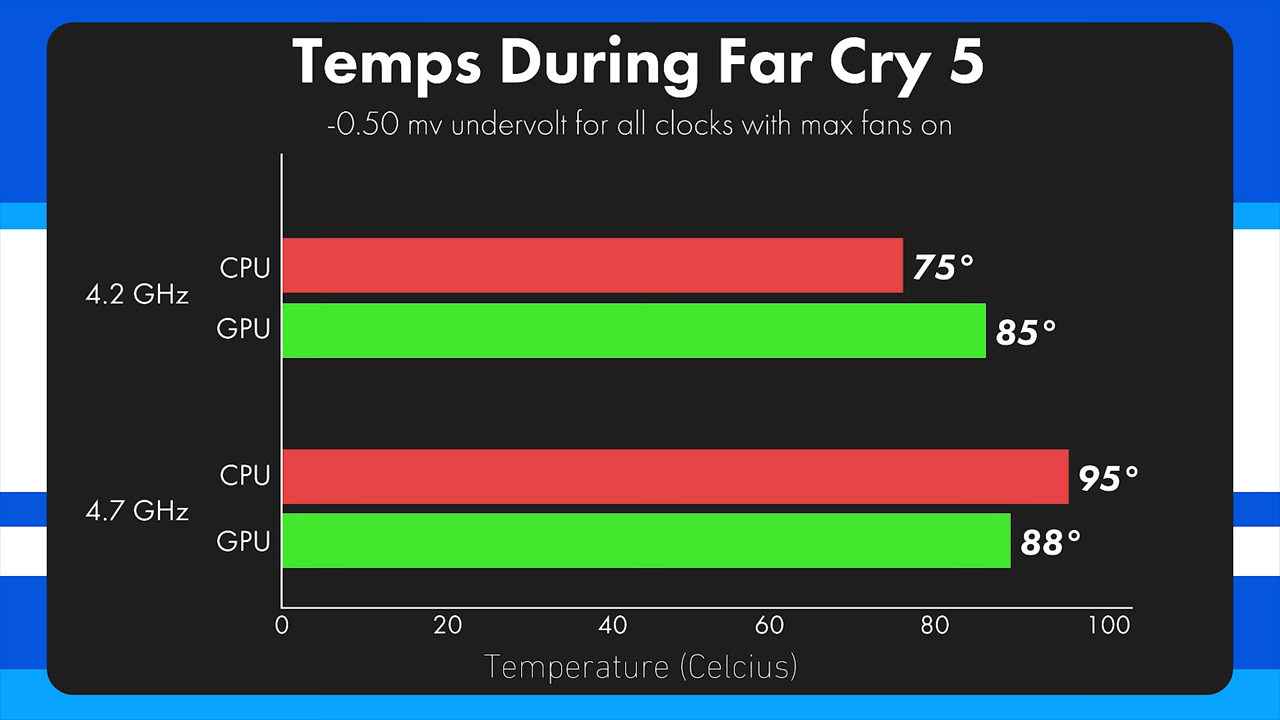 Temps During Far Cry 5
-0.50 mv undervolt for all clocks with max fans on
4.2 GHz
CPU
75°
GPU
85°
4.7 GHz
CPU
95°
GPU
88°
0 20 40 60 80 100
Temperature (Celcius)